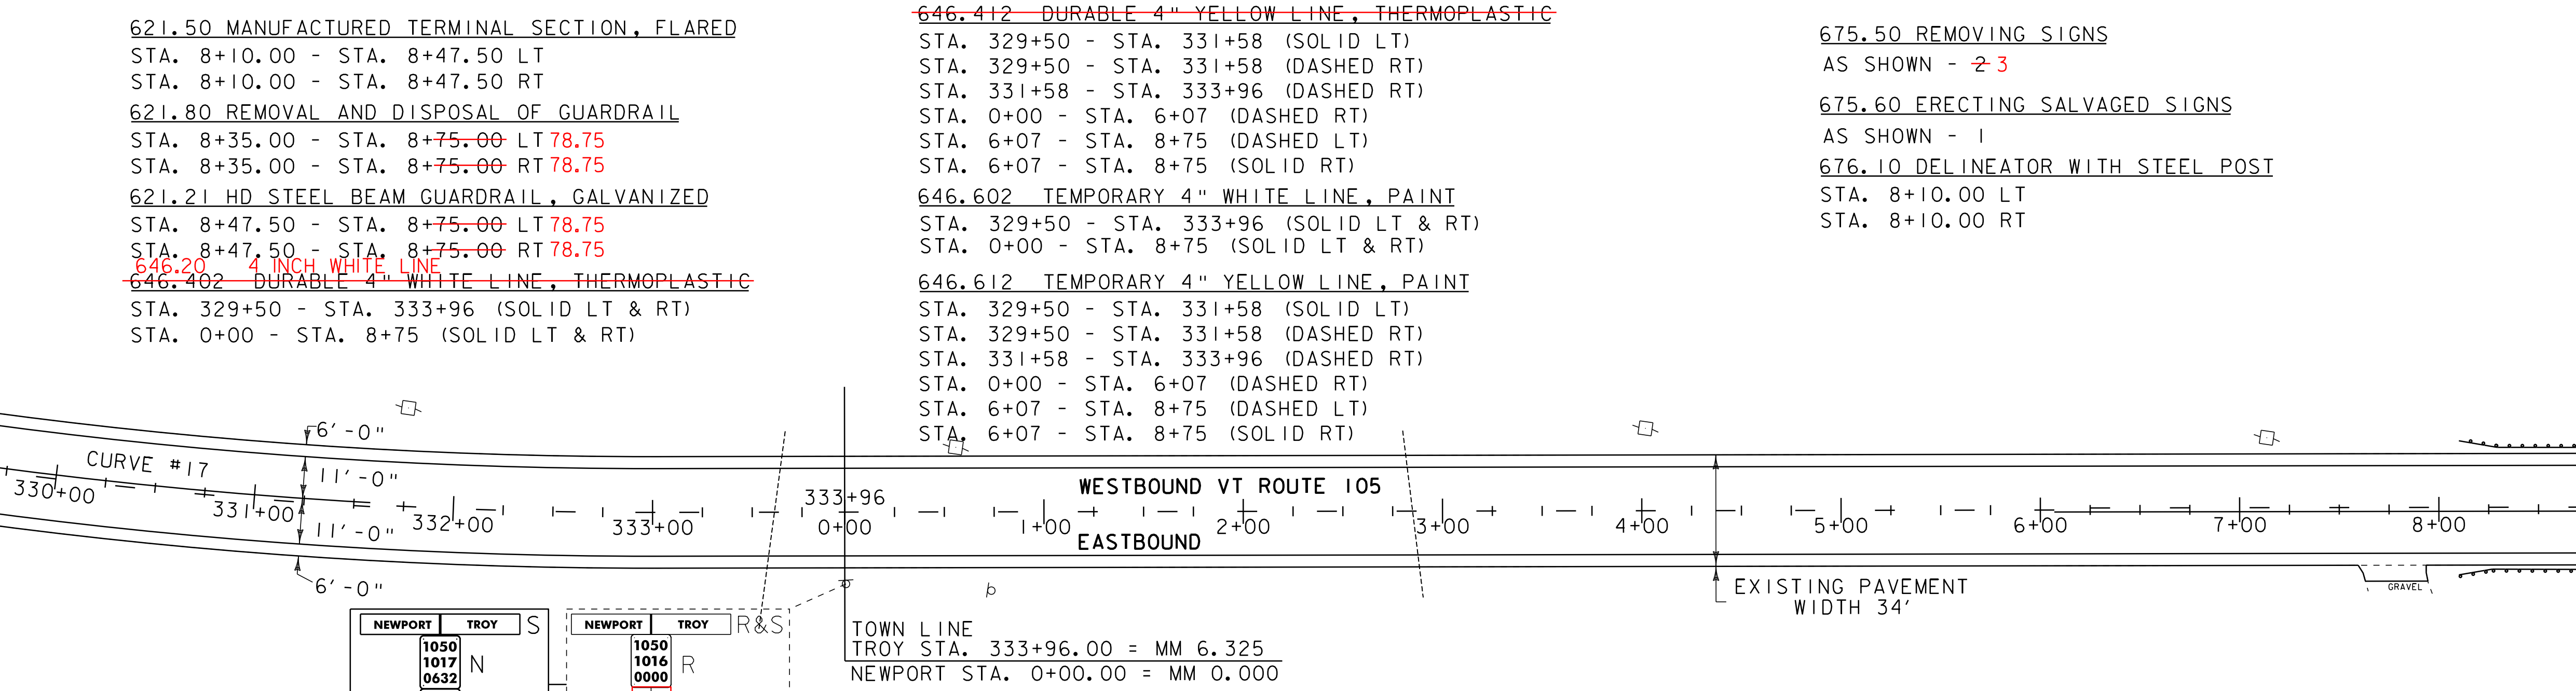 621.50 MANUFACTURED TERMINAL SECTION, FLARED
STA. 8+10.00 - STA. 8+47.50 LT
STA. 8+10.00 - STA. 8+47.50 RT
621.80 REMOVAL AND DISPOSAL OF GUARDRAIL
STA. 8+35.00 - STA. 8+75.00 LT 78.75
STA. 8+35.00 - STA. 8+75.00 RT 78.75
621.21 HD STEEL BEAM GUARDRAIL, GALVANIZED
STA. 8+47.50 - STA. 8+75.00 LT 78.75
STA. 8+47.50 - STA. 8+75.00 RT 78.75
646.20 4 INCH WHITE LINE
646.402 DURABLE 4" WHITE LINE, THERMOPLASTIC
STA. 329+50 - STA. 333+96 (SOLID LT & RT)
STA. 0+00 - STA. 8+75 (SOLID LT & RT)
646.412 DURABLE 4" YELLOW LINE, THERMOPLASTIC
STA. 329+50 - STA. 331+58 (SOLID LT)
STA. 329+50 - STA. 331+58 (DASHED RT)
STA. 331+58 - STA. 333+96 (DASHED RT)
STA. 0+00 - STA. 6+07 (DASHED RT)
STA. 6+07 - STA. 8+75 (DASHED LT)
STA. 6+07 - STA. 8+75 (SOLID RT)
646.602 TEMPORARY 4" WHITE LINE, PAINT
STA. 329+50 - STA. 333+96 (SOLID LT & RT)
STA. 0+00 - STA. 8+75 (SOLID LT & RT)
646.612 TEMPORARY 4" YELLOW LINE, PAINT
STA. 329+50 - STA. 331+58 (SOLID LT)
STA. 329+50 - STA. 331+58 (DASHED RT)
STA. 331+58 - STA. 333+96 (DASHED RT)
STA. 0+00 - STA. 6+07 (DASHED RT)
STA. 6+07 - STA. 8+75 (DASHED LT)
STA. 6+07 - STA. 8+75 (SOLID RT)
675.50 REMOVING SIGNS
AS SHOWN - 2 3
675.60 ERECTING SALVAGED SIGNS
AS SHOWN - 1
676.10 DELINEATOR WITH STEEL POST
STA. 8+10.00 LT
STA. 8+10.00 RT
6'-0"
CURVE #17
11'-0"
WESTBOUND VT ROUTE 105
333+96
330+00 331+00 332+00 333+00 0+00 1+00 2+00 3+00 4+00 5+00 6+00 7+00 8+00
11'-0"
EASTBOUND
6'-0"
EXISTING PAVEMENT
WIDTH 34'
GRAVEL
NEWPORT TROY S
1050
1017
0632
N
NEWPORT TROY R&S
1050
1016
0000
R
TOWN LINE
TROY STA. 333+96.00 = MM 6.325
NEWPORT STA. 0+00.00 = MM 0.000